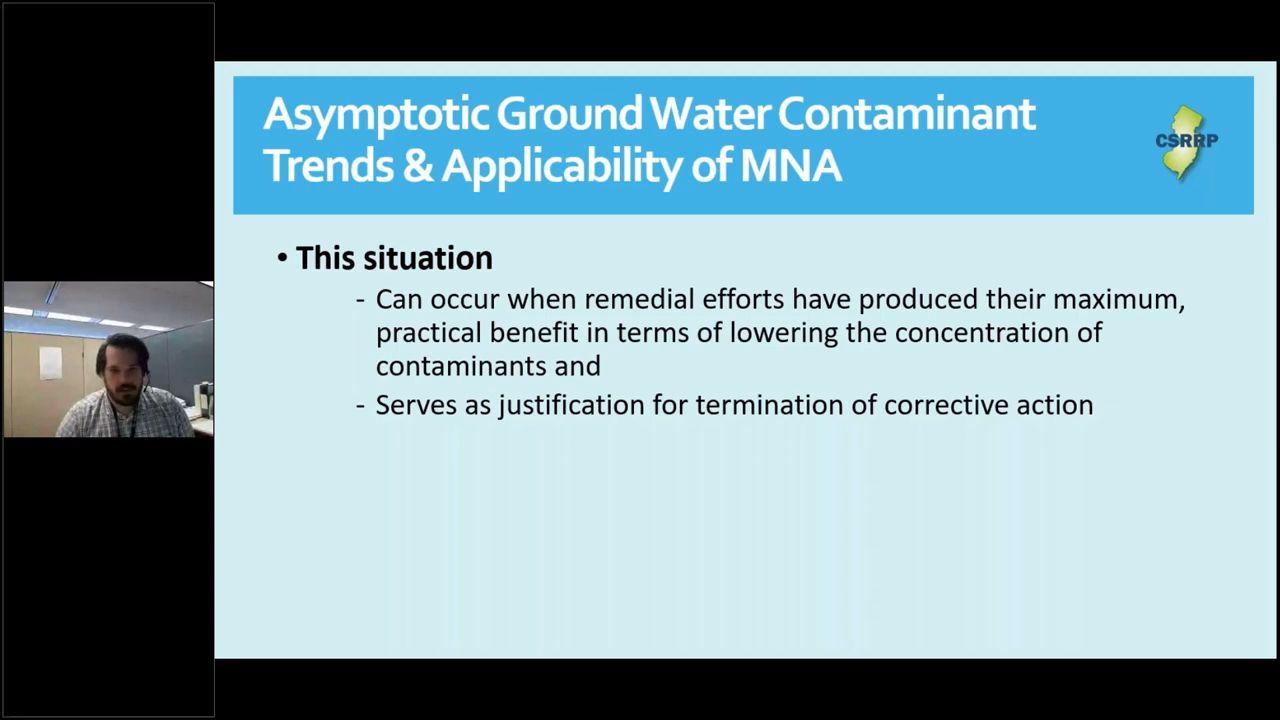 Asymptotic Ground Water Contaminant
Trends & Applicability of MNA
CSRRP
• This situation
- Can occur when remedial efforts have produced their maximum,
practical benefit in terms of lowering the concentration of
contaminants and
- Serves as justification for termination of corrective action